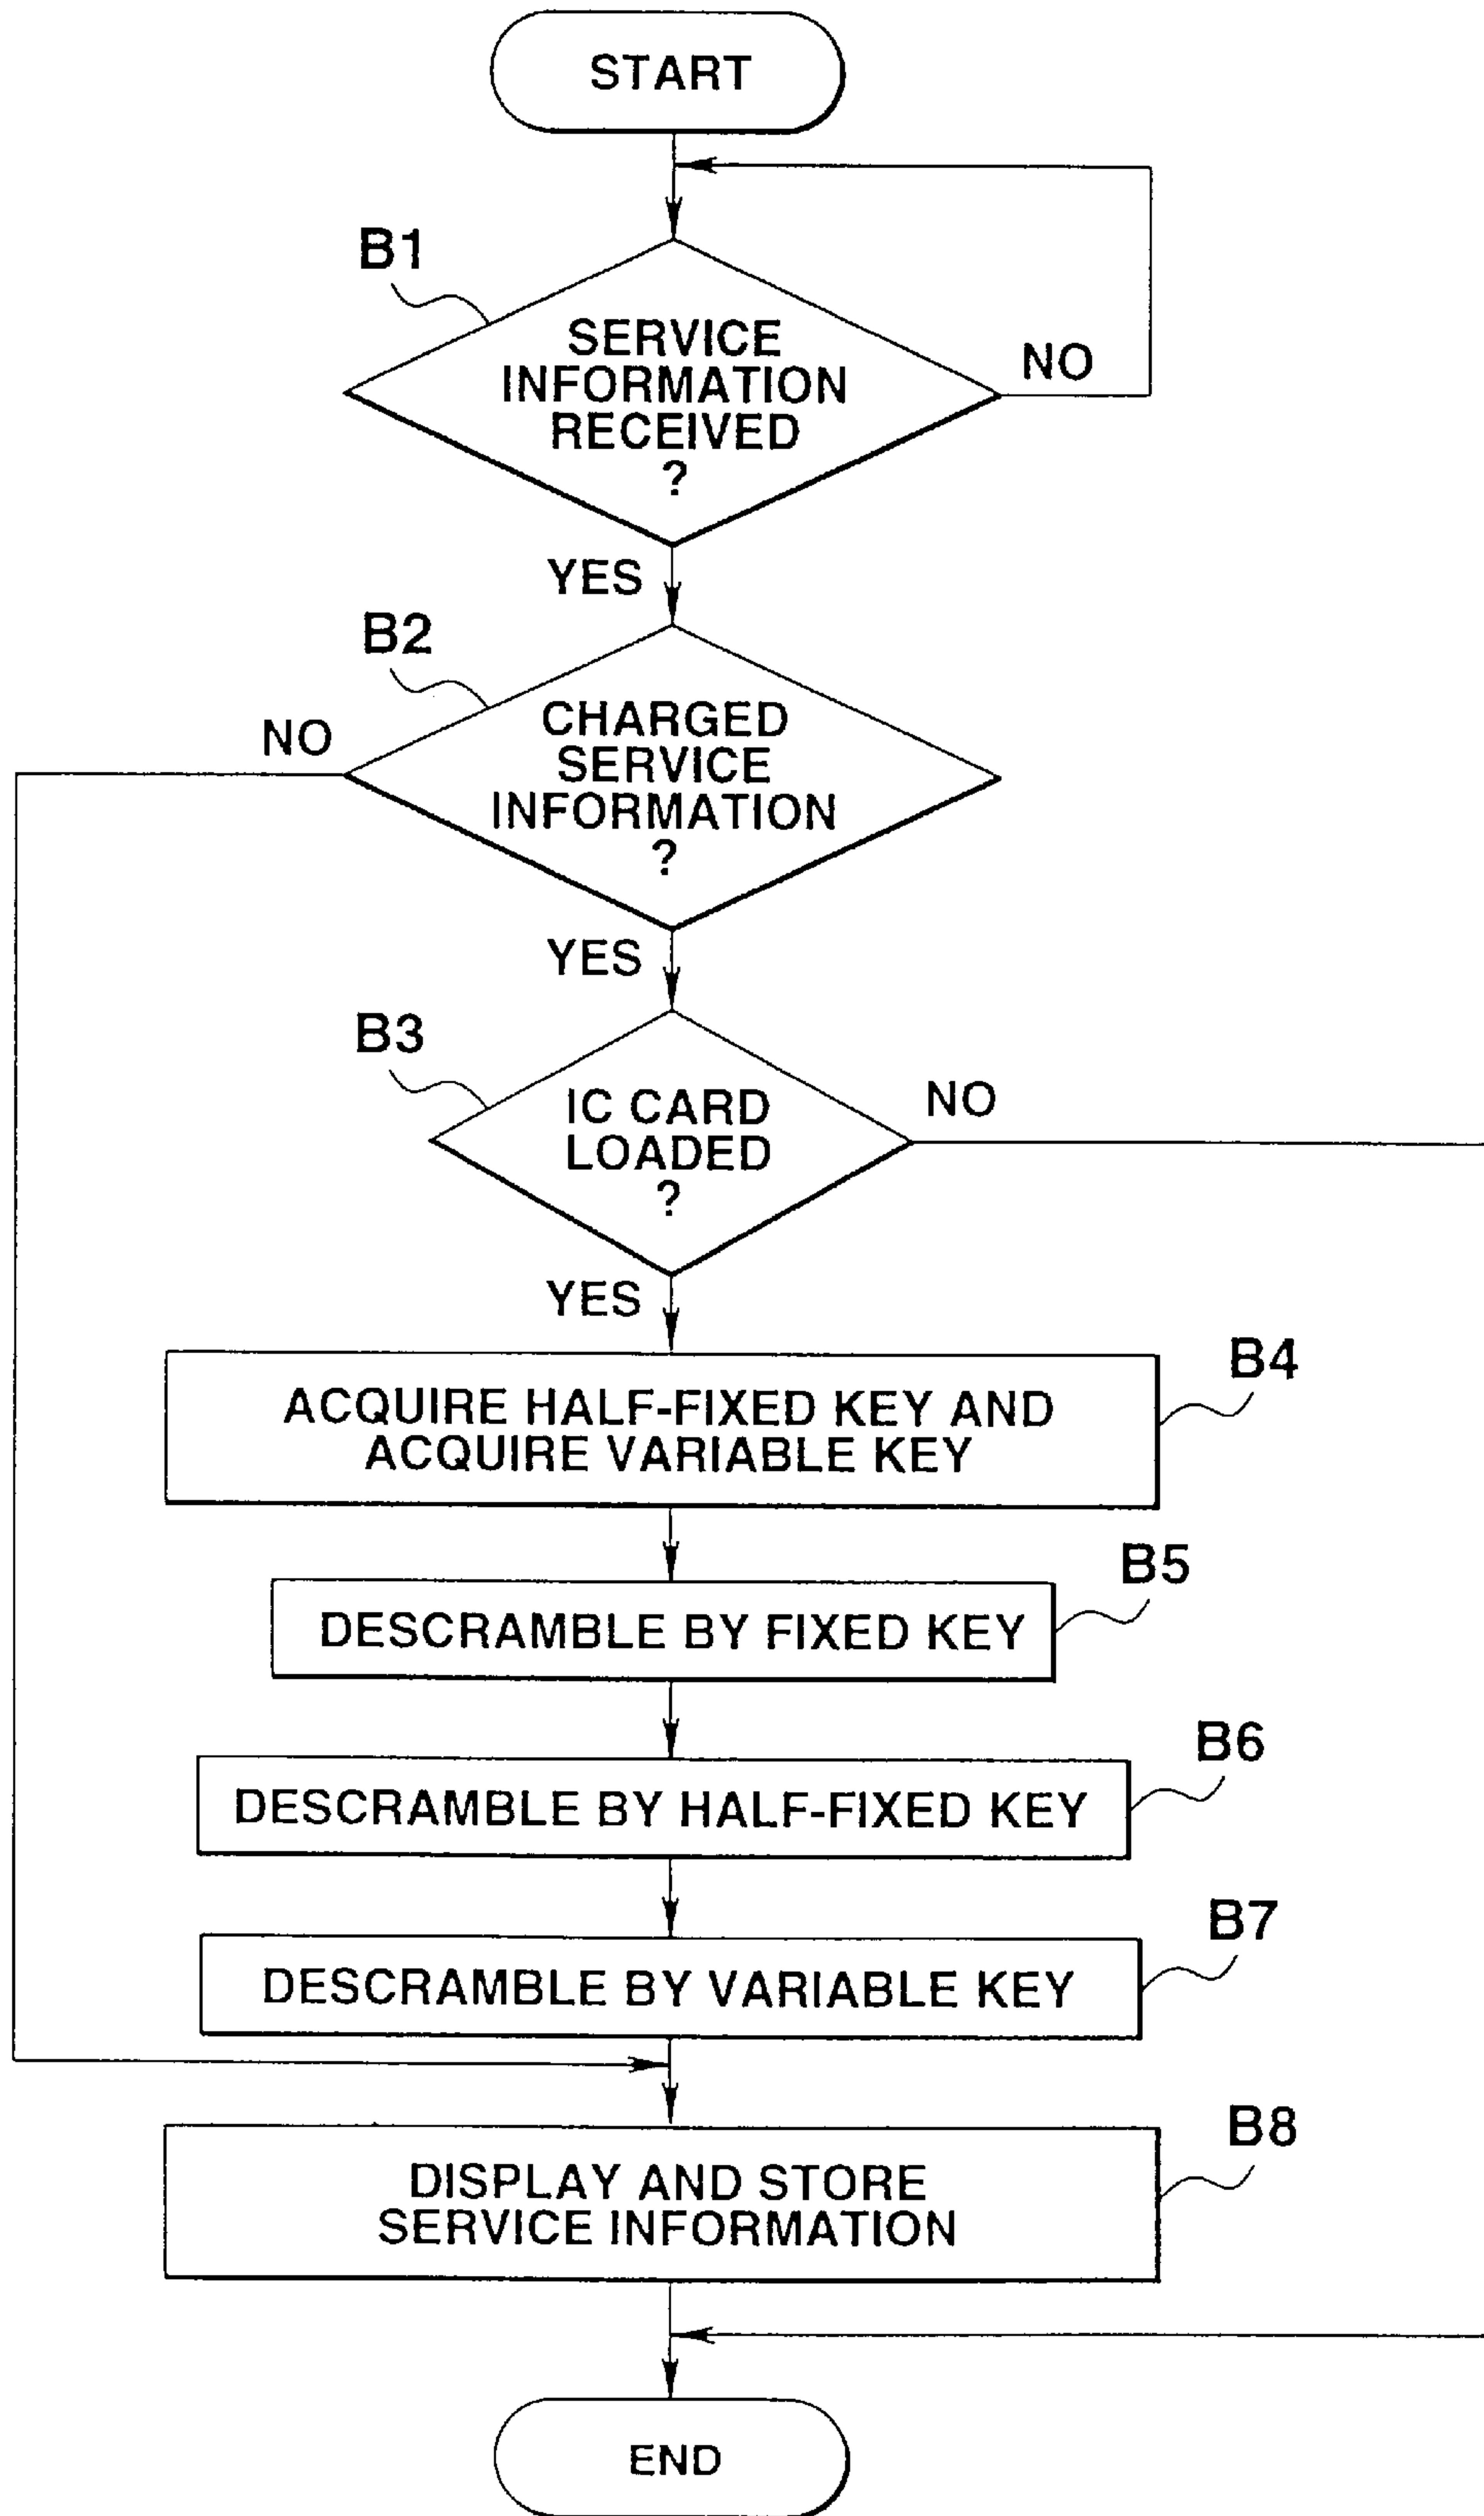 START
B1
SERVICE
INFORMATION
RECEIVED
?
NO
YES
B2
CHARGED
SERVICE
INFORMATION
?
NO
YES
B3
IC CARD
LOADED
?
NO
YES
B4
ACQUIRE HALF-FIXED KEY AND
ACQUIRE VARIABLE KEY
B5
DESCRAMBLE BY FIXED KEY
B6
DESCRAMBLE BY HALF-FIXED KEY
B7
DESCRAMBLE BY VARIABLE KEY
B8
DISPLAY AND STORE
SERVICE INFORMATION
END